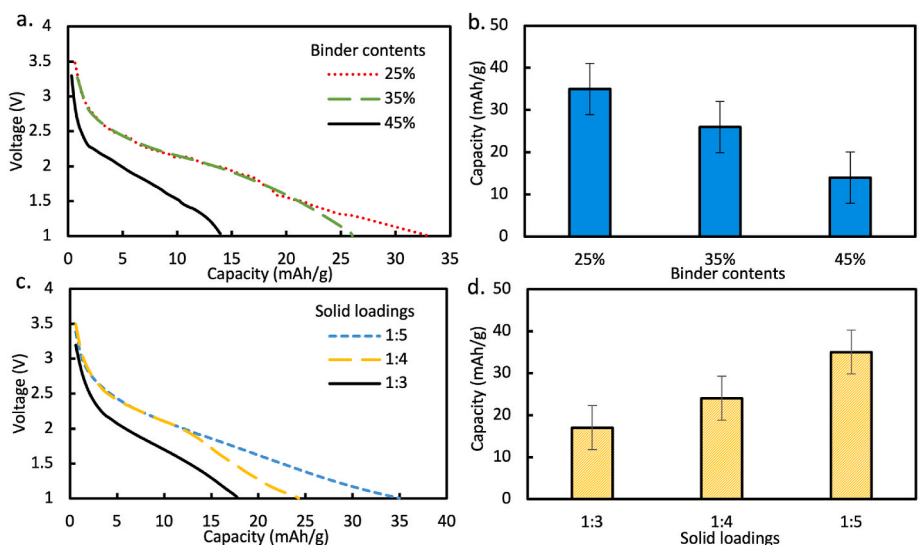 a.
4
3.5
3
2.5
2
1.5
1
Voltage (V)
Binder contents
25%
35%
45%
0 5 10 15 20 25 30 35
Capacity (mAh/g)
b.
50
40
30
20
10
0
Capacity (mAh/g)
25% 35% 45%
Binder contents
c.
4
3.5
3
2.5
2
1.5
1
Voltage (V)
Solid loadings
1:5
1:4
1:3
0 5 10 15 20 25 30 35 40
Capacity (mAh/g)
d.
50
40
30
20
10
0
Capacity (mAh/g)
1:3 1:4 1:5
Solid loadings